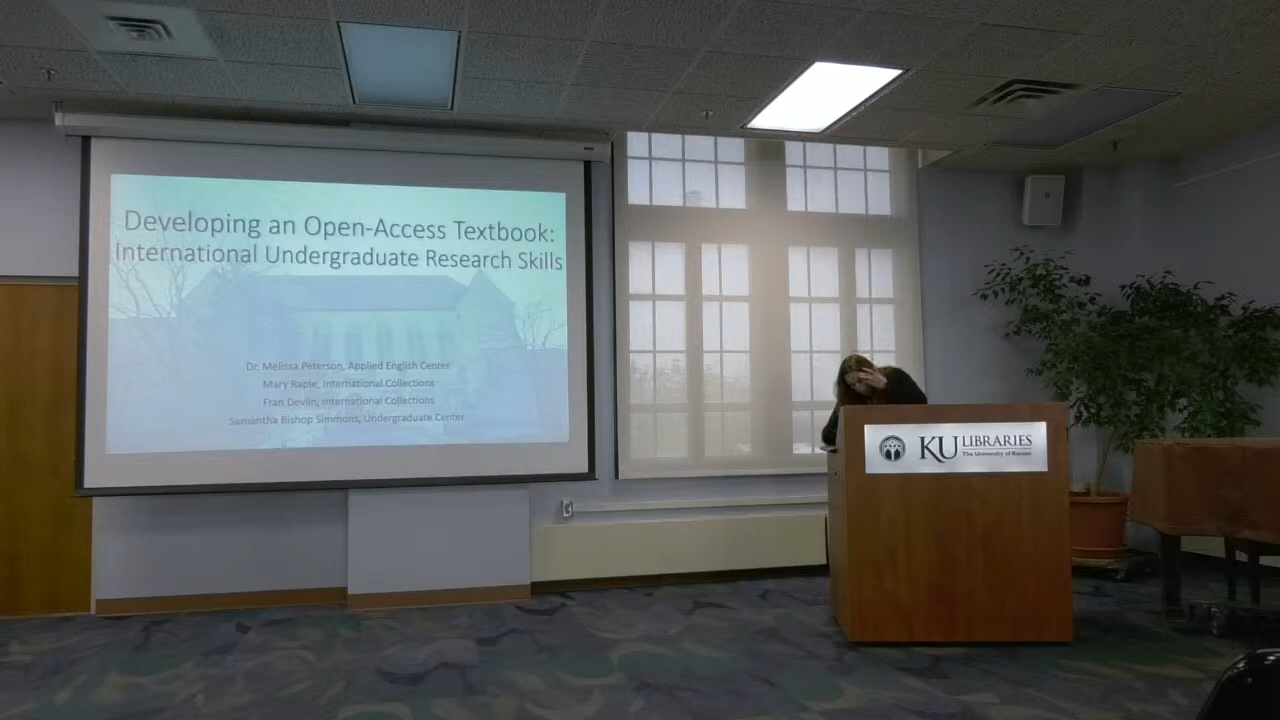 Developing an Open-Access Textbook:
International Undergraduate Research Skills
Dr. Melissa Peterson, Applied English Center
Mary Raple, International Collections
Fran Devlin, International Collections
Samantha Bishop Simmons, Undergraduate Center
KU LIBRARIES
The University of Kansas